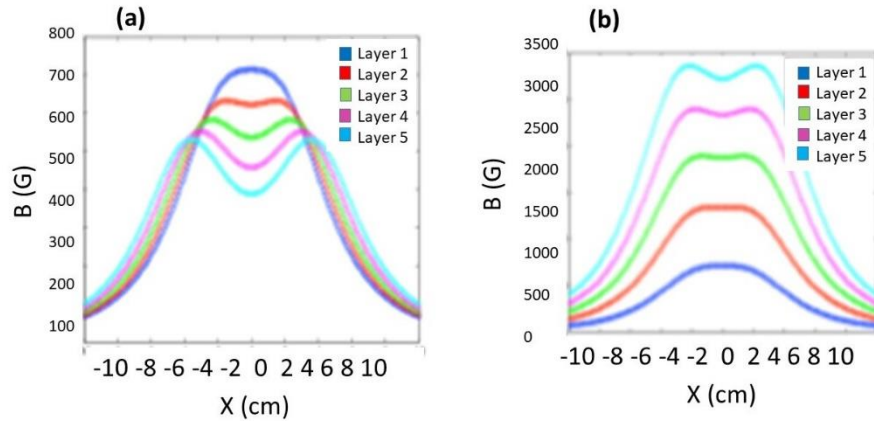 (a)
800
700
600
500
400
300
200
100
B (G)
Layer 1
Layer 2
Layer 3
Layer 4
Layer 5
-10 -8 -6 -4 -2 0 2 4 6 8 10
X (cm)
(b)
3500
3000
2500
2000
1500
1000
500
0
B (G)
Layer 1
Layer 2
Layer 3
Layer 4
Layer 5
-10 -8 -6 -4 -2 0 2 4 6 8 10
X (cm)